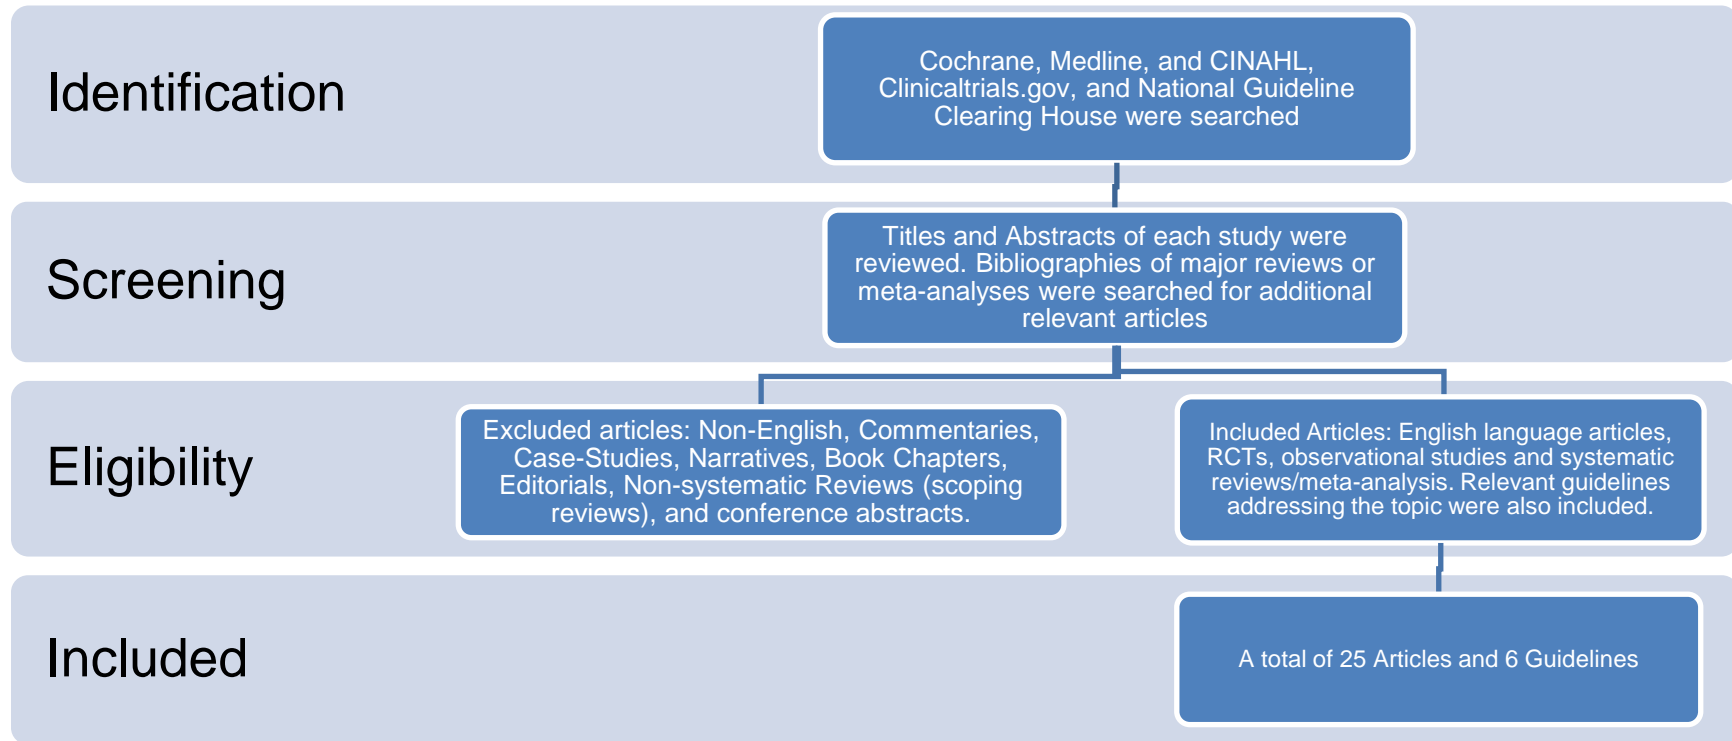 Identification
Cochrane, Medline, and CINAHL,
Clinicaltrials.gov, and National Guideline
Clearing House were searched
Screening
Titles and Abstracts of each study were
reviewed. Bibliographies of major reviews or
meta-analyses were searched for additional
relevant articles
Eligibility
Excluded articles: Non-English, Commentaries,
Case-Studies, Narratives, Book Chapters,
Editorials, Non-systematic Reviews (scoping
reviews), and conference abstracts.
Included Articles: English language articles,
RCTs, observational studies and systematic
reviews/meta-analysis. Relevant guidelines
addressing the topic were also included.
Included
A total of 25 Articles and 6 Guidelines